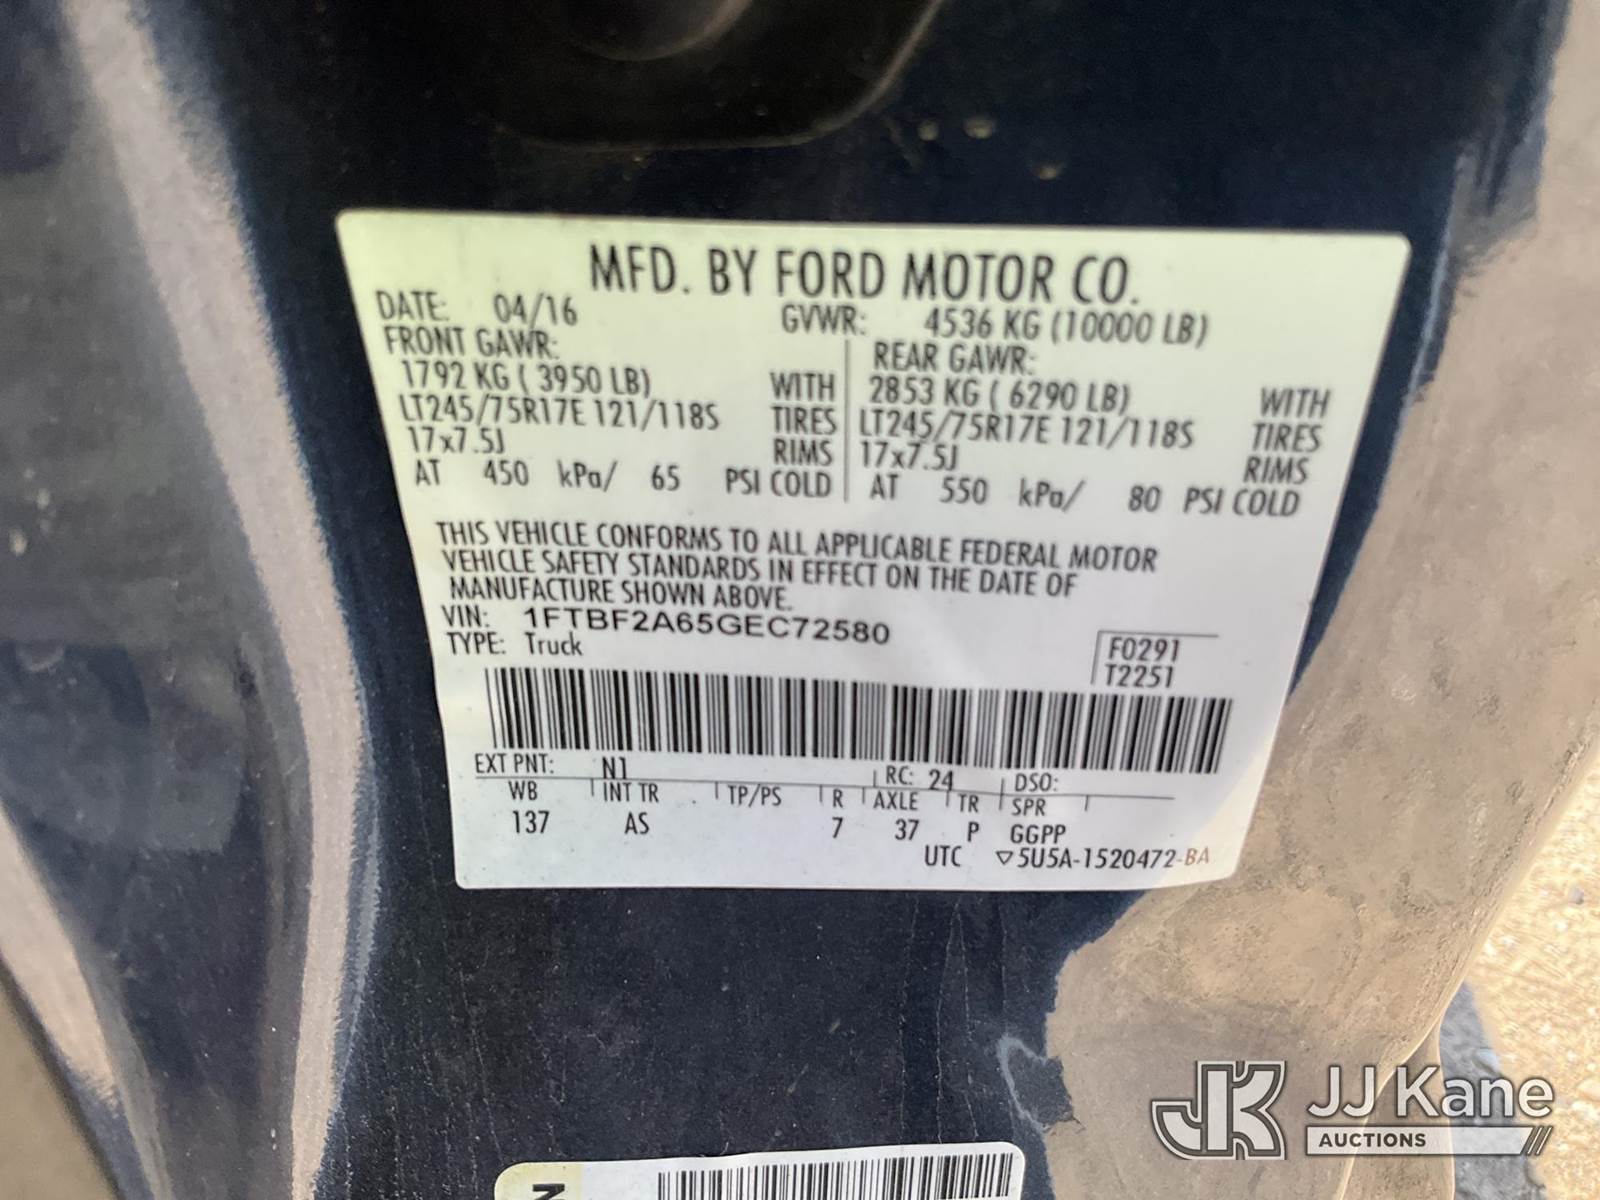 MFD. BY FORD MOTOR CO.
DATE: 04/16 GVWR: 4536 KG (10000 LB)
FRONT GAWR: REAR GAWR:
1792 KG ( 3950 LB) WITH 2853 KG ( 6290 LB) WITH
LT245/75R17E 121/118S TIRES LT245/75R17E 121/118S TIRES
17x7.5J RIMS 17x7.5J RIMS
AT 450 kPa/ 65 PSI COLD AT 550 kPa/ 80 PSI COLD
THIS VEHICLE CONFORMS TO ALL APPLICABLE FEDERAL MOTOR
VEHICLE SAFETY STANDARDS IN EFFECT ON THE DATE OF
MANUFACTURE SHOWN ABOVE.
VIN: 1FTBF2A65GEC72580
TYPE: Truck F0291
T2251
EXT PNT: N1 RC: 24 DSO:
WB INT TR TP/PS R AXLE TR SPR
137 AS 7 37 P GGPP
UTC ▽5U5A-1520472-BA
N
JK JJ Kane
AUCTIONS